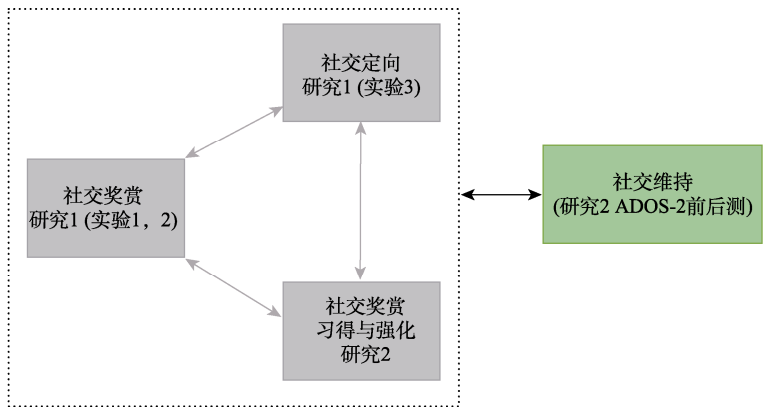 社交定向
研究1 (实验3)
社交奖赏
研究1 (实验1，2)
社交维持
(研究2 ADOS-2前后测)
社交奖赏
习得与强化
研究2